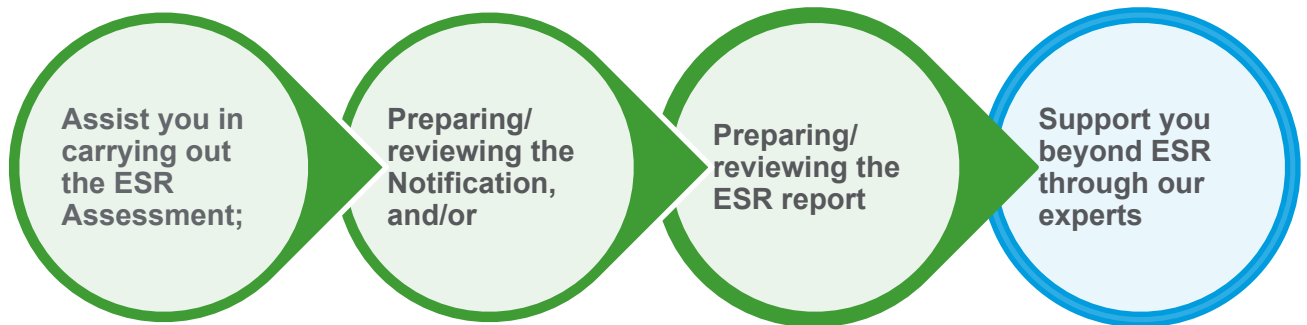 Assist you in
carrying out
the ESR
Assessment;
Preparing/
reviewing the
Notification,
and/or
Preparing/
reviewing the
ESR report
Support you
beyond ESR
through our
experts